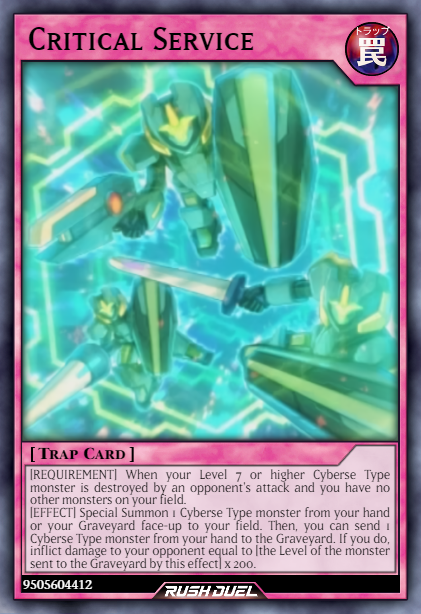 Critical Service
トラップ
罠
[ Trap Card ]
[REQUIREMENT] When your Level 7 or higher Cyberse Type
monster is destroyed by an opponent's attack and you have no
other monsters on your field.
[EFFECT] Special Summon 1 Cyberse Type monster from your hand
or your Graveyard face-up to your field. Then, you can send 1
Cyberse Type monster from your hand to the Graveyard. If you do,
inflict damage to your opponent equal to [the Level of the monster
sent to the Graveyard by this effect] x 200.
9505604412
RUSH DUEL